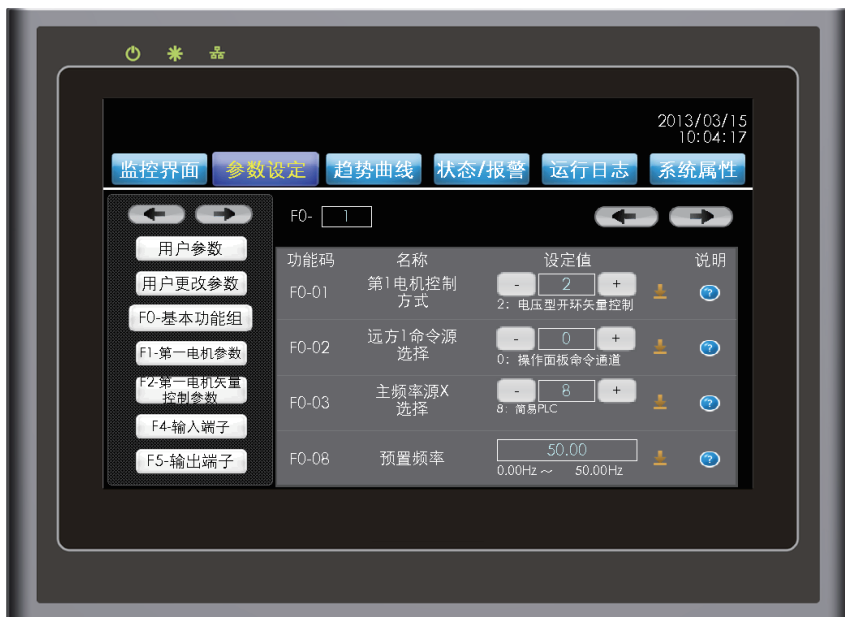 2013/03/15
10:04:17
监控界面 参数设定 趋势曲线 状态/报警 运行日志 系统属性
F0- 1
用户参数
用户更改参数
F0-基本功能组
F1-第一电机参数
F2-第一电机矢量
控制参数
F4-输入端子
F5-输出端子
功能码 名称 设定值 说明
F0-01 第1电机控制
方式 - 2 + ?
2: 电压型开环矢量控制
F0-02 远方1命令源
选择 - 0 + ?
0: 操作面板命令通道
F0-03 主频率源X
选择 - 8 + ?
8: 简易PLC
F0-08 预置频率 50.00 ?
0.00Hz ~ 50.00Hz